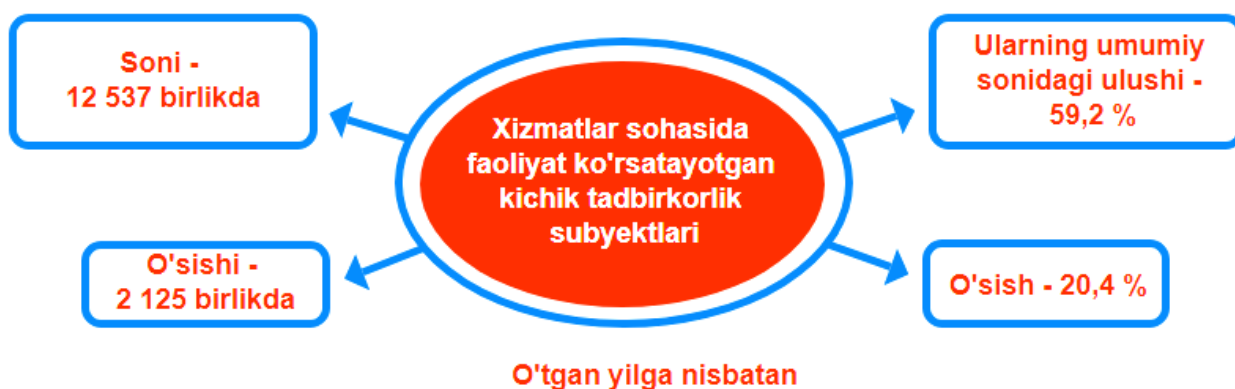 Soni -
12 537 birlikda
Ularning umumiy
sonidagi ulushi -
59,2 %
Xizmatlar sohasida
faoliyat ko'rsatayotgan
kichik tadbirkorlik
subyektlari
O'sishi -
2 125 birlikda
O'sish - 20,4 %
O'tgan yilga nisbatan